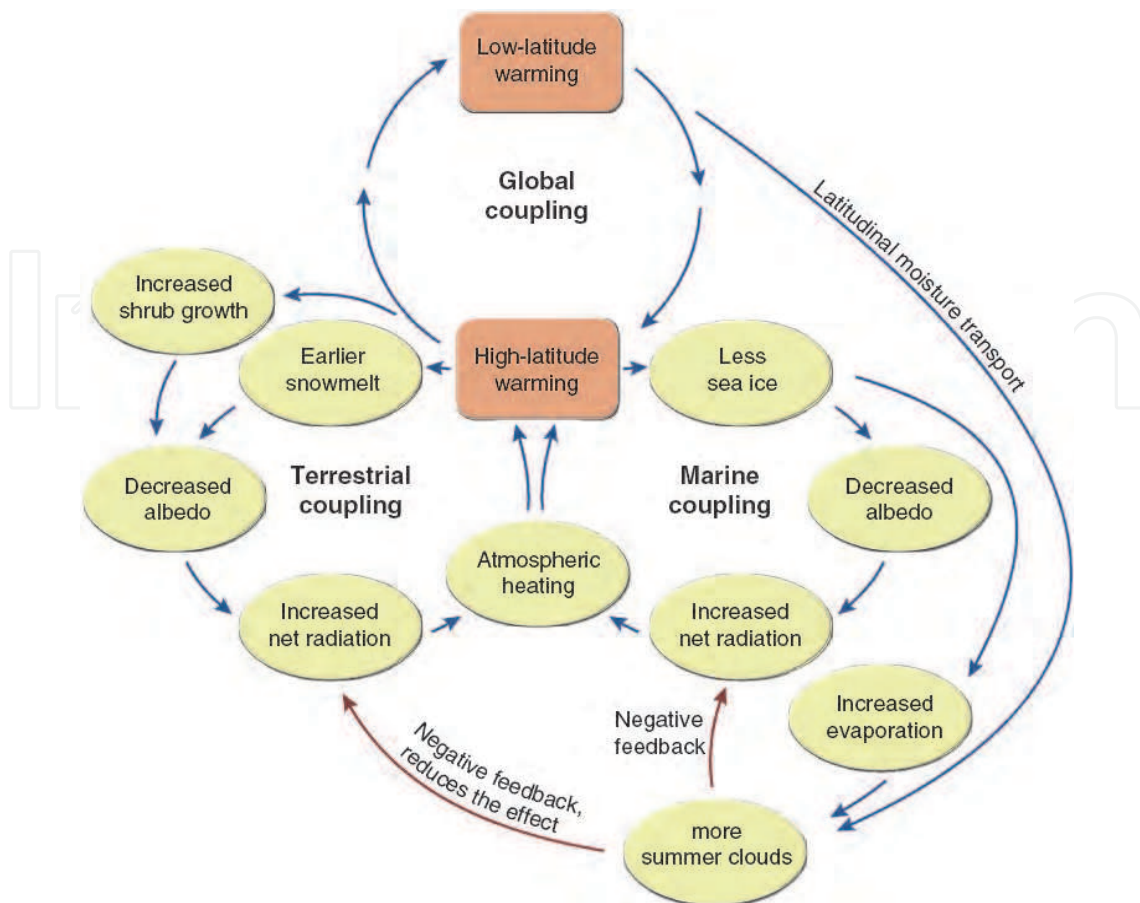 Low-latitude
warming
Global
coupling
Latitudinal moisture transport
Increased
shrub growth
Earlier
snowmelt
High-latitude
warming
Less
sea ice
Decreased
albedo
Terrestrial
coupling
Marine
coupling
Decreased
albedo
Atmospheric
heating
Increased
net radiation
Increased
net radiation
Increased
evaporation
Negative
feedback
Negative feedback,
reduces the effect
more
summer clouds